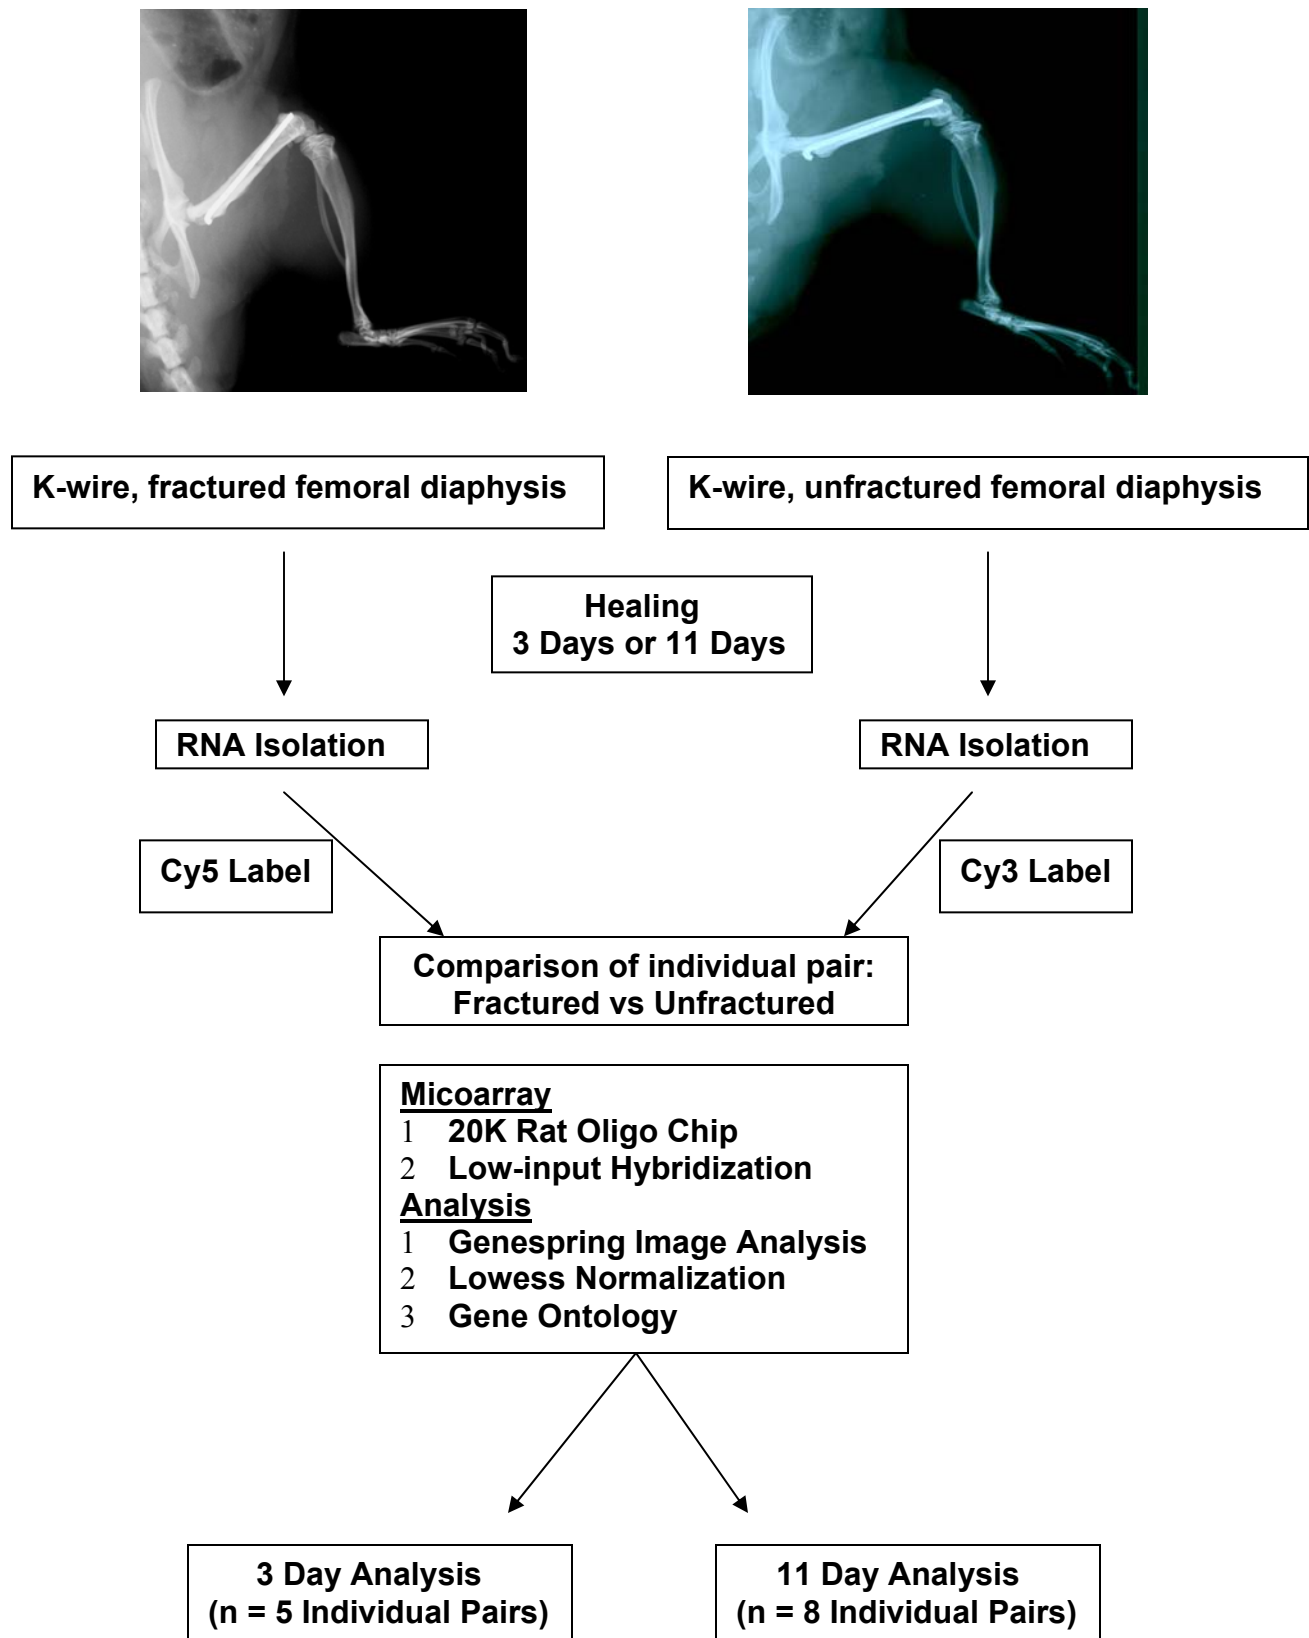 K-wire, fractured femoral diaphysis
K-wire, unfractured femoral diaphysis
Healing
3 Days or 11 Days
RNA Isolation
RNA Isolation
Cy5 Label
Cy3 Label
Comparison of individual pair:
Fractured vs Unfractured
Micoarray
1 20K Rat Oligo Chip
2 Low-input Hybridization
Analysis
1 Genespring Image Analysis
2 Lowess Normalization
3 Gene Ontology
3 Day Analysis
(n = 5 Individual Pairs)
11 Day Analysis
(n = 8 Individual Pairs)